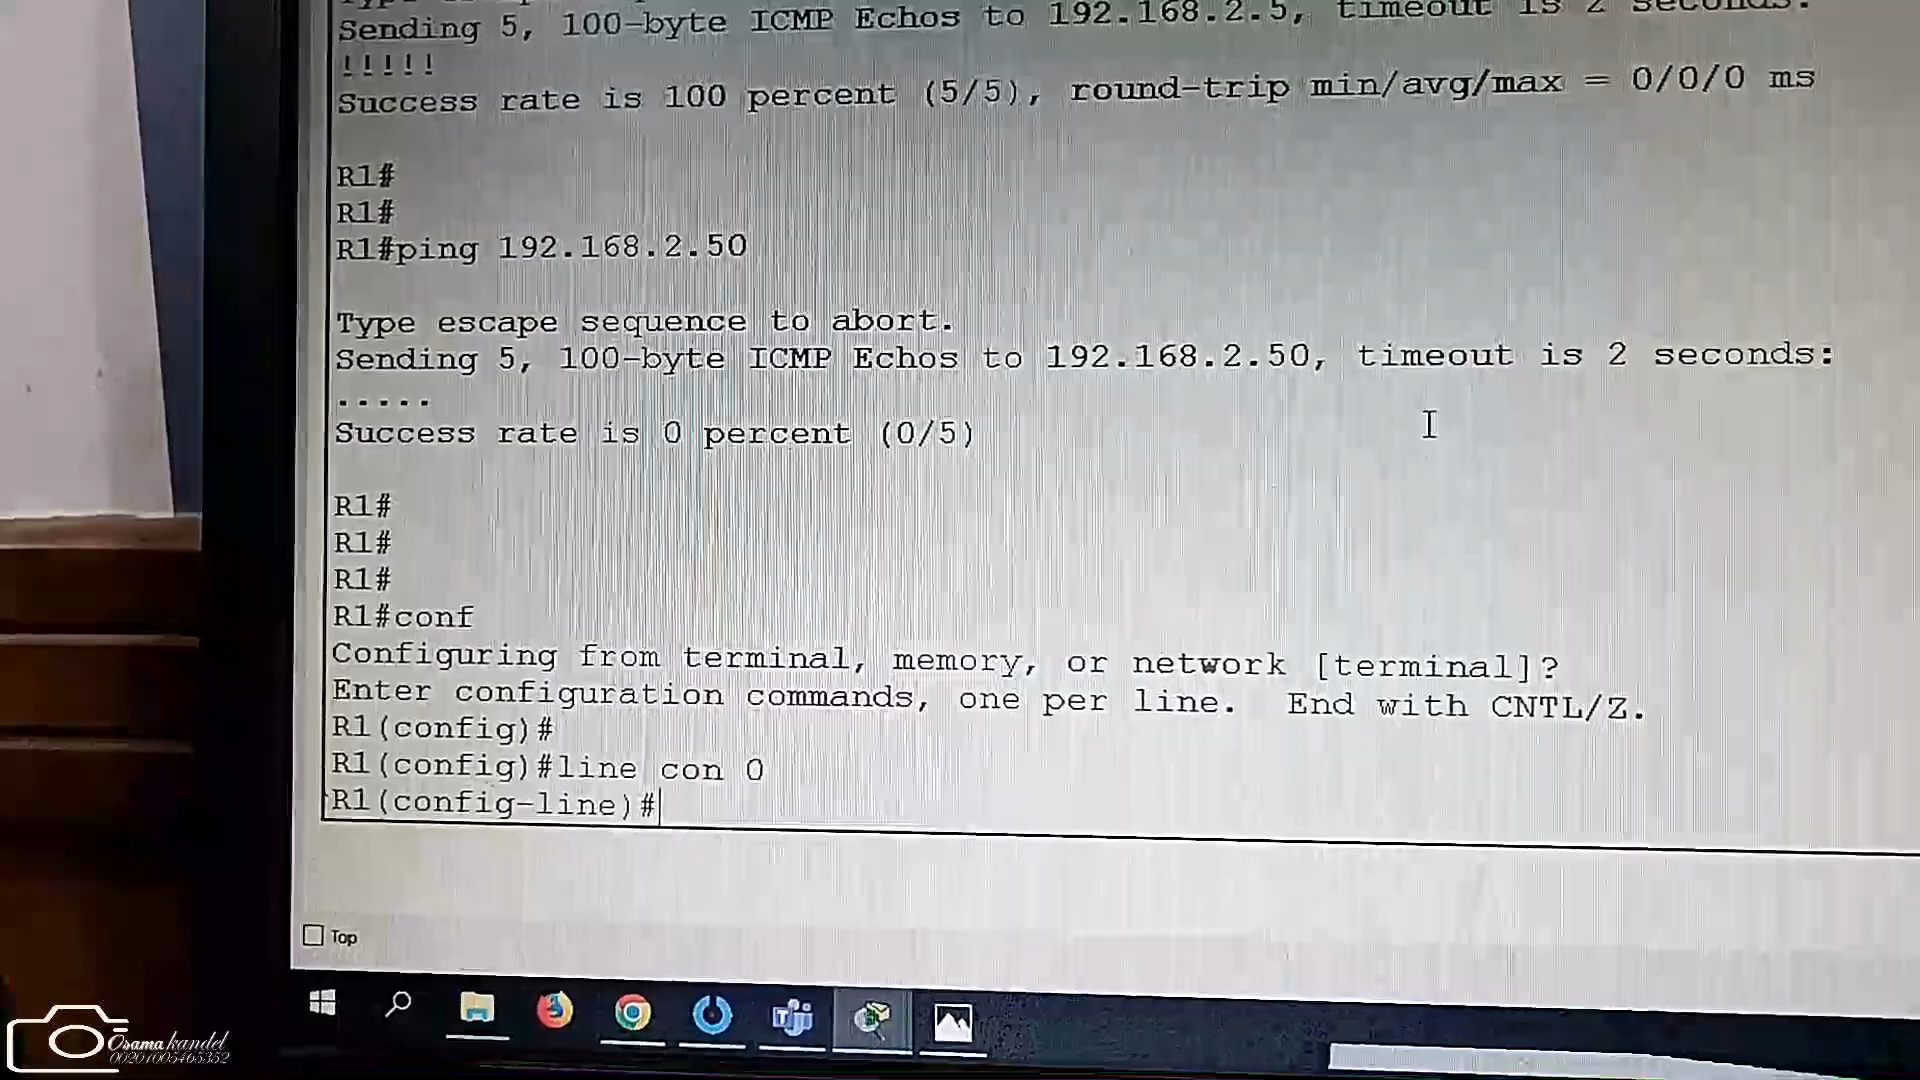 Sending 5, 100-byte ICMP Echos to 192.168.2.5, timeout is 2 seconds:
!!!!!
Success rate is 100 percent (5/5), round-trip min/avg/max = 0/0/0 ms
R1#
R1#
R1#ping 192.168.2.50
Type escape sequence to abort.
Sending 5, 100-byte ICMP Echos to 192.168.2.50, timeout is 2 seconds:
.....
Success rate is 0 percent (0/5)
R1#
R1#
R1#
R1#conf
Configuring from terminal, memory, or network [terminal]?
Enter configuration commands, one per line.  End with CNTL/Z.
R1(config)#
R1(config)#line con 0
R1(config-line)#
Top
Osama kandel
00201005465352